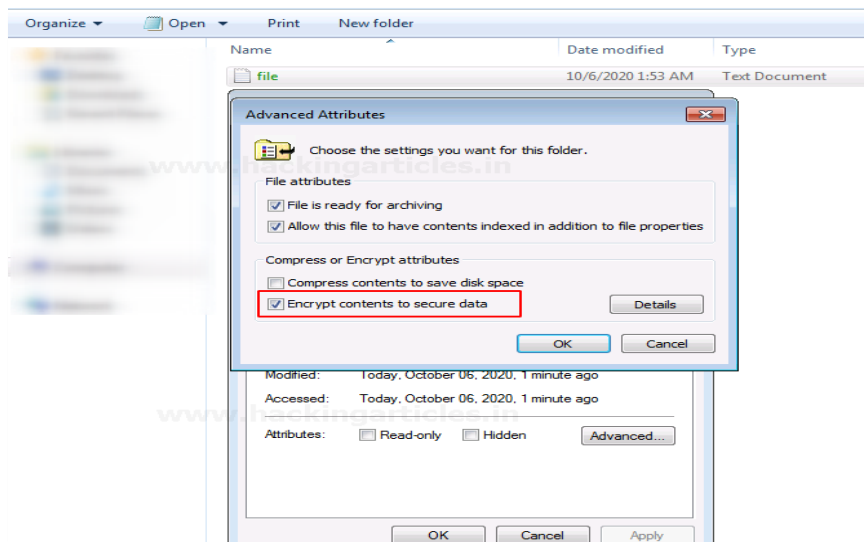 Organize Open Print New folder
Name Date modified Type
file 10/6/2020 1:53 AM Text Document
Advanced Attributes
Choose the settings you want for this folder.
www.hackingarticles.in
File attributes
File is ready for archiving
Allow this file to have contents indexed in addition to file properties
Compress or Encrypt attributes
Compress contents to save disk space
Encrypt contents to secure data Details
OK Cancel
Modified: Today, October 06, 2020, 1 minute ago
Accessed: Today, October 06, 2020, 1 minute ago
www.hackingarticles.in
Attributes: Read-only Hidden Advanced...
OK Cancel Apply